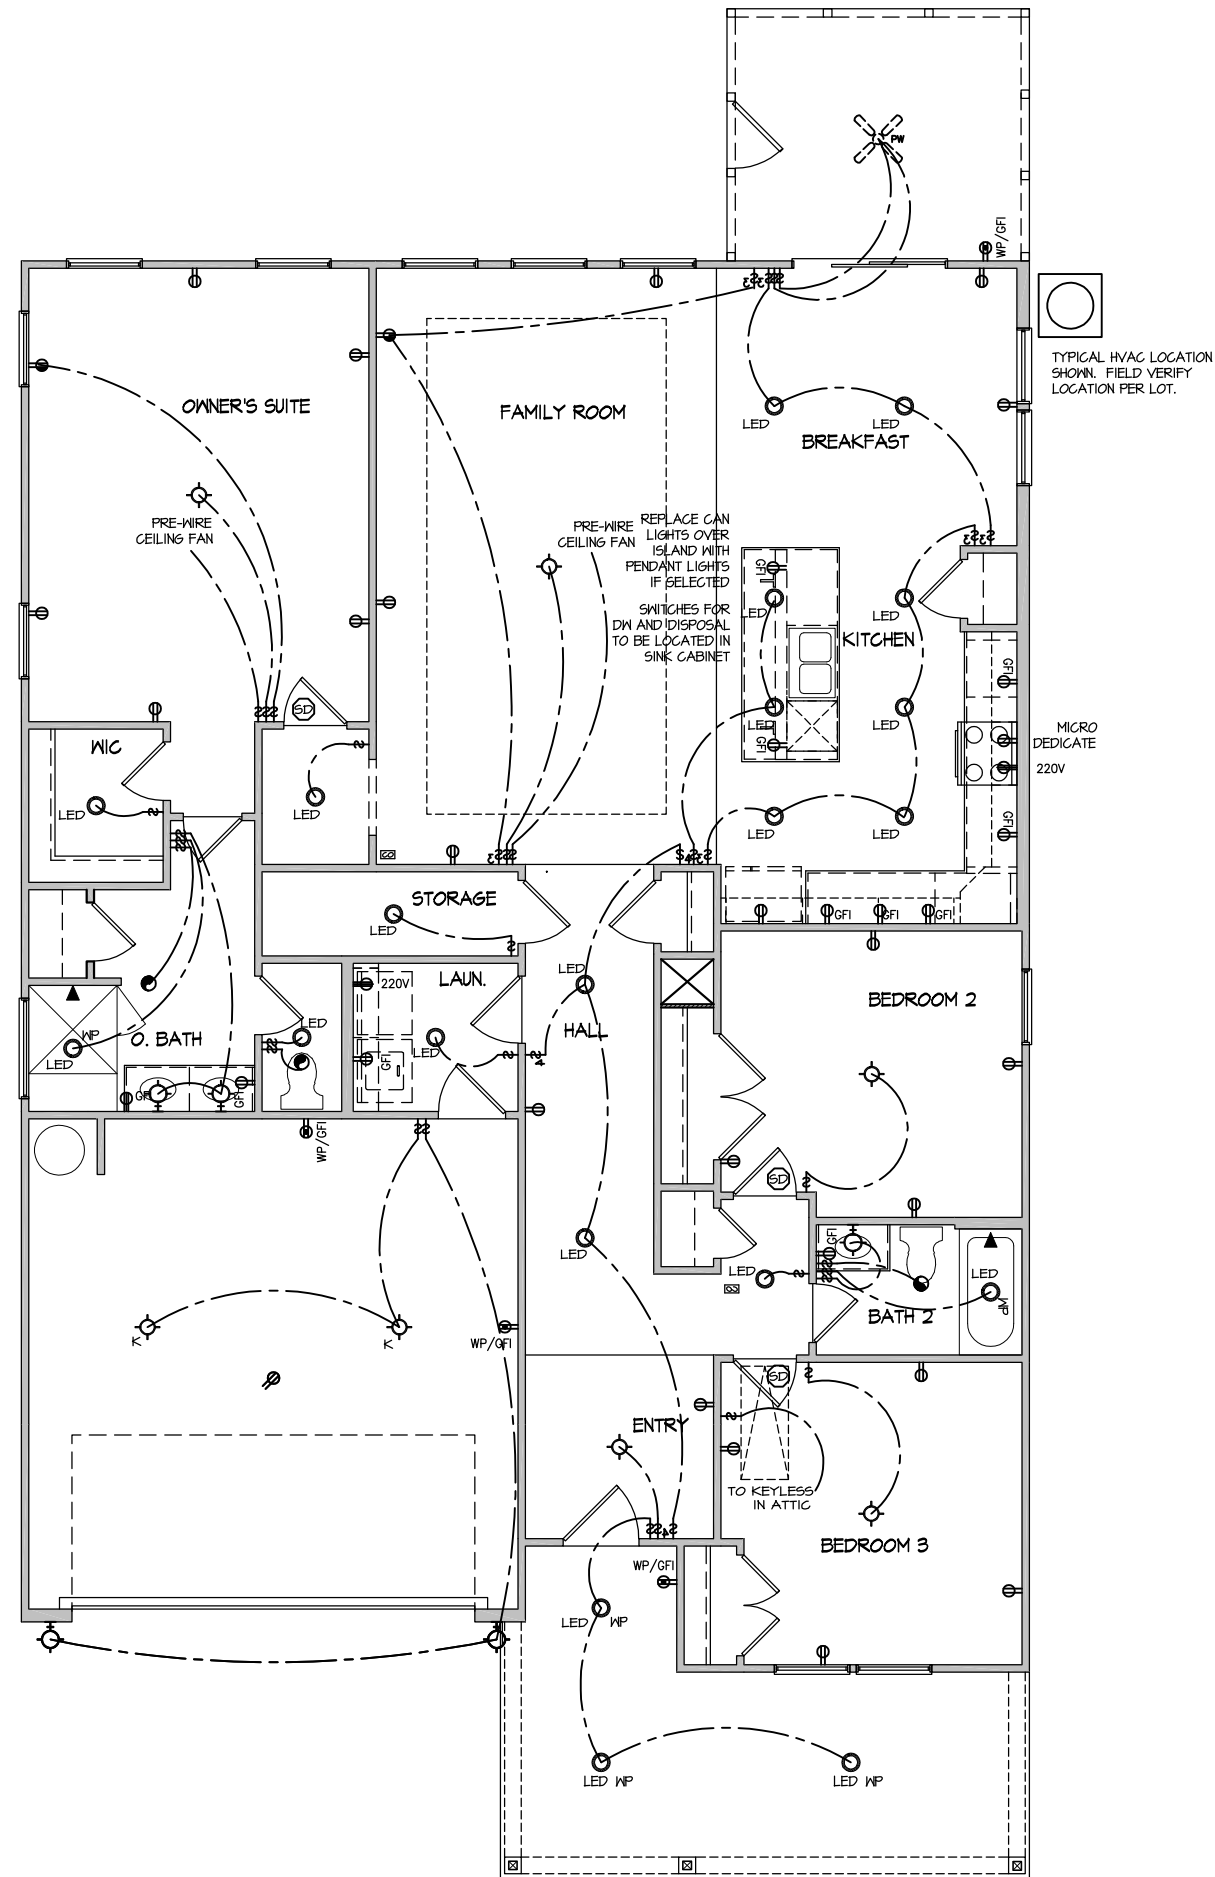 PW
WP/GFI
TYPICAL HVAC LOCATION
SHOWN. FIELD VERIFY
LOCATION PER LOT.
OWNER'S SUITE
FAMILY ROOM
LED
LED
BREAKFAST
PRE-WIRE
CEILING FAN
PRE-WIRE
CEILING FAN
REPLACE CAN
LIGHTS OVER
ISLAND WITH
PENDANT LIGHTS
IF SELECTED
SWITCHES FOR
DW AND DISPOSAL
TO BE LOCATED IN
SINK CABINET
GFI
LED
LED
KITCHEN
GFI
SD
LED
LED
GFI
MICRO
DEDICATE
220V
WIC
LED
LED
LED
LED
GFI
STORAGE
LED
GFI
GFI
GFI
LED
220V
LAUN.
HALL
BEDROOM 2
WP
LED
O. BATH
LED
LED
GFI
GFI
GFI
WP/GFI
SD
LED
GFI
LED
LED
WP
BATH 2
K
K
WP/GFI
SD
ENTRY
TO KEYLESS
IN ATTIC
BEDROOM 3
WP/GFI
LED
WP
LED WP
LED WP